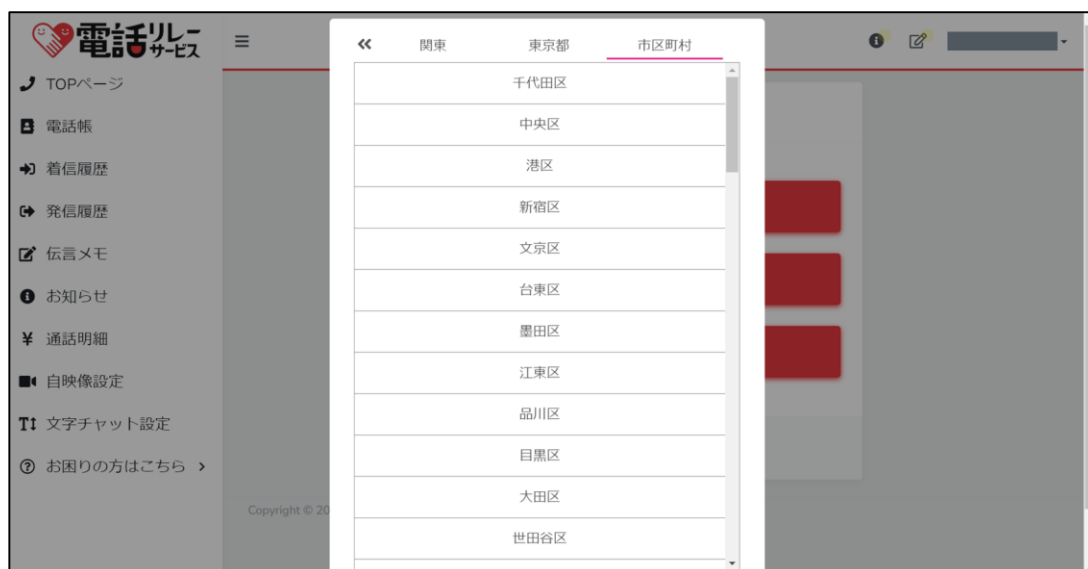 電話リレーサービス
TOPページ
電話帳
着信履歴
発信履歴
伝言メモ
お知らせ
通話明細
自映像設定
文字チャット設定
お困りの方はこちら
関東 東京都 市区町村
千代田区
中央区
港区
新宿区
文京区
台東区
墨田区
江東区
品川区
目黒区
大田区
世田谷区
Copyright © 20